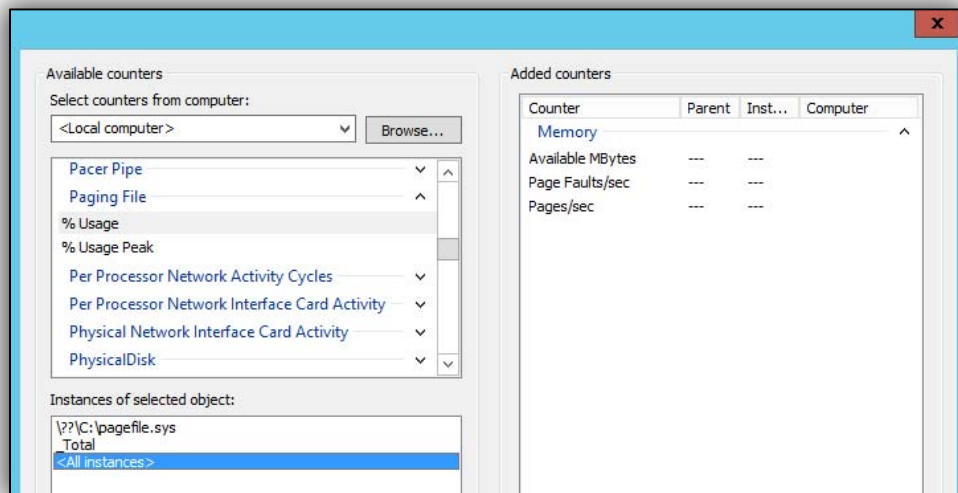 x
Available counters
Select counters from computer:
<Local computer>
Browse...
Pacer Pipe
Paging File
% Usage
% Usage Peak
Per Processor Network Activity Cycles
Per Processor Network Interface Card Activity
Physical Network Interface Card Activity
PhysicalDisk
Instances of selected object:
\??\C:\pagefile.sys
_Total
<All instances>
Added counters
Counter Parent Inst... Computer
Memory
Available MBytes --- ---
Page Faults/sec --- ---
Pages/sec --- ---